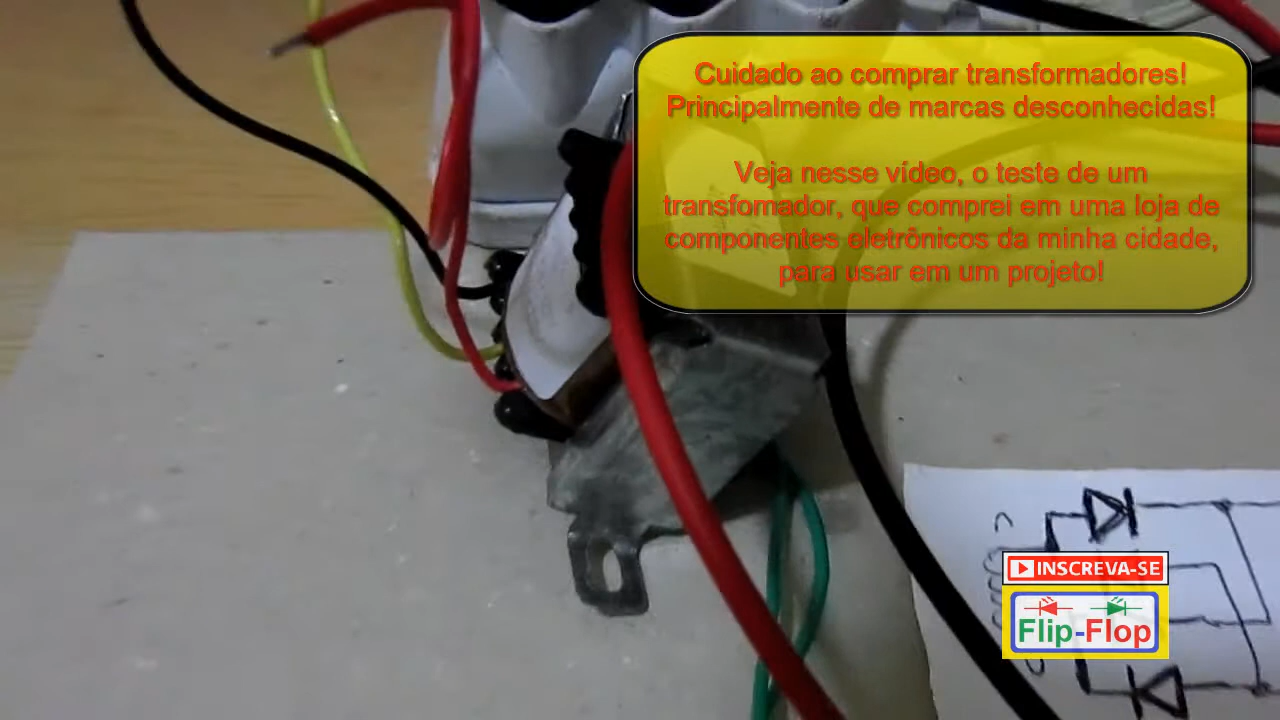 Cuidado ao comprar transformadores!
Principalmente de marcas desconhecidas!
Veja nesse vídeo, o teste de um
transfomador, que comprei em uma loja de
componentes eletrônicos da minha cidade,
para usar em um projeto!
INSCREVA-SE
Flip-Flop